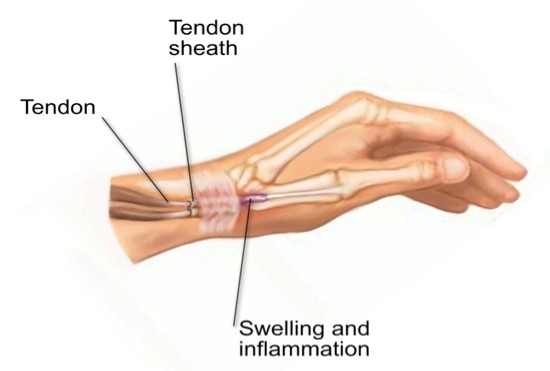 Tendon
sheath
Tendon
Swelling and
inflammation